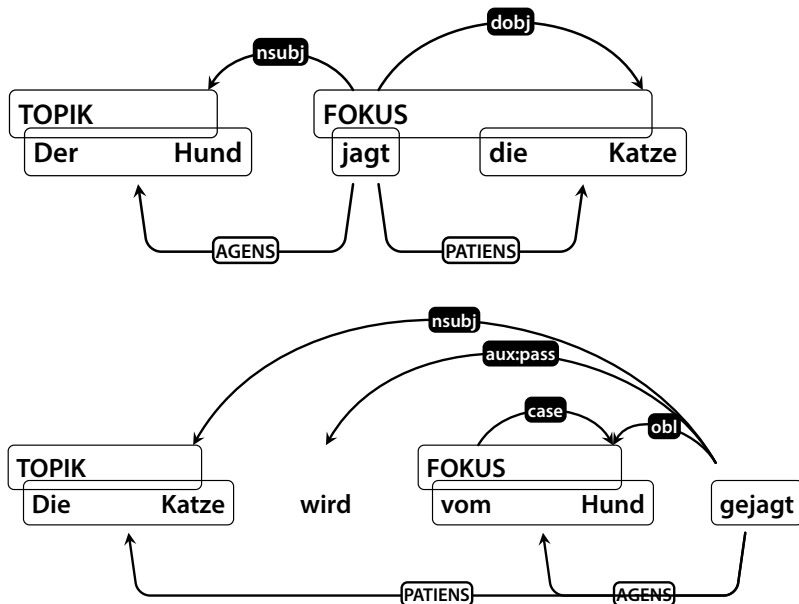 dobj
nsubj
TOPIK FOKUS
Der Hund jagt die Katze
AGENS PATIENS
nsubj
aux:pass
case
obl
TOPIK FOKUS
Die Katze wird vom Hund gejagt
PATIENS AGENS